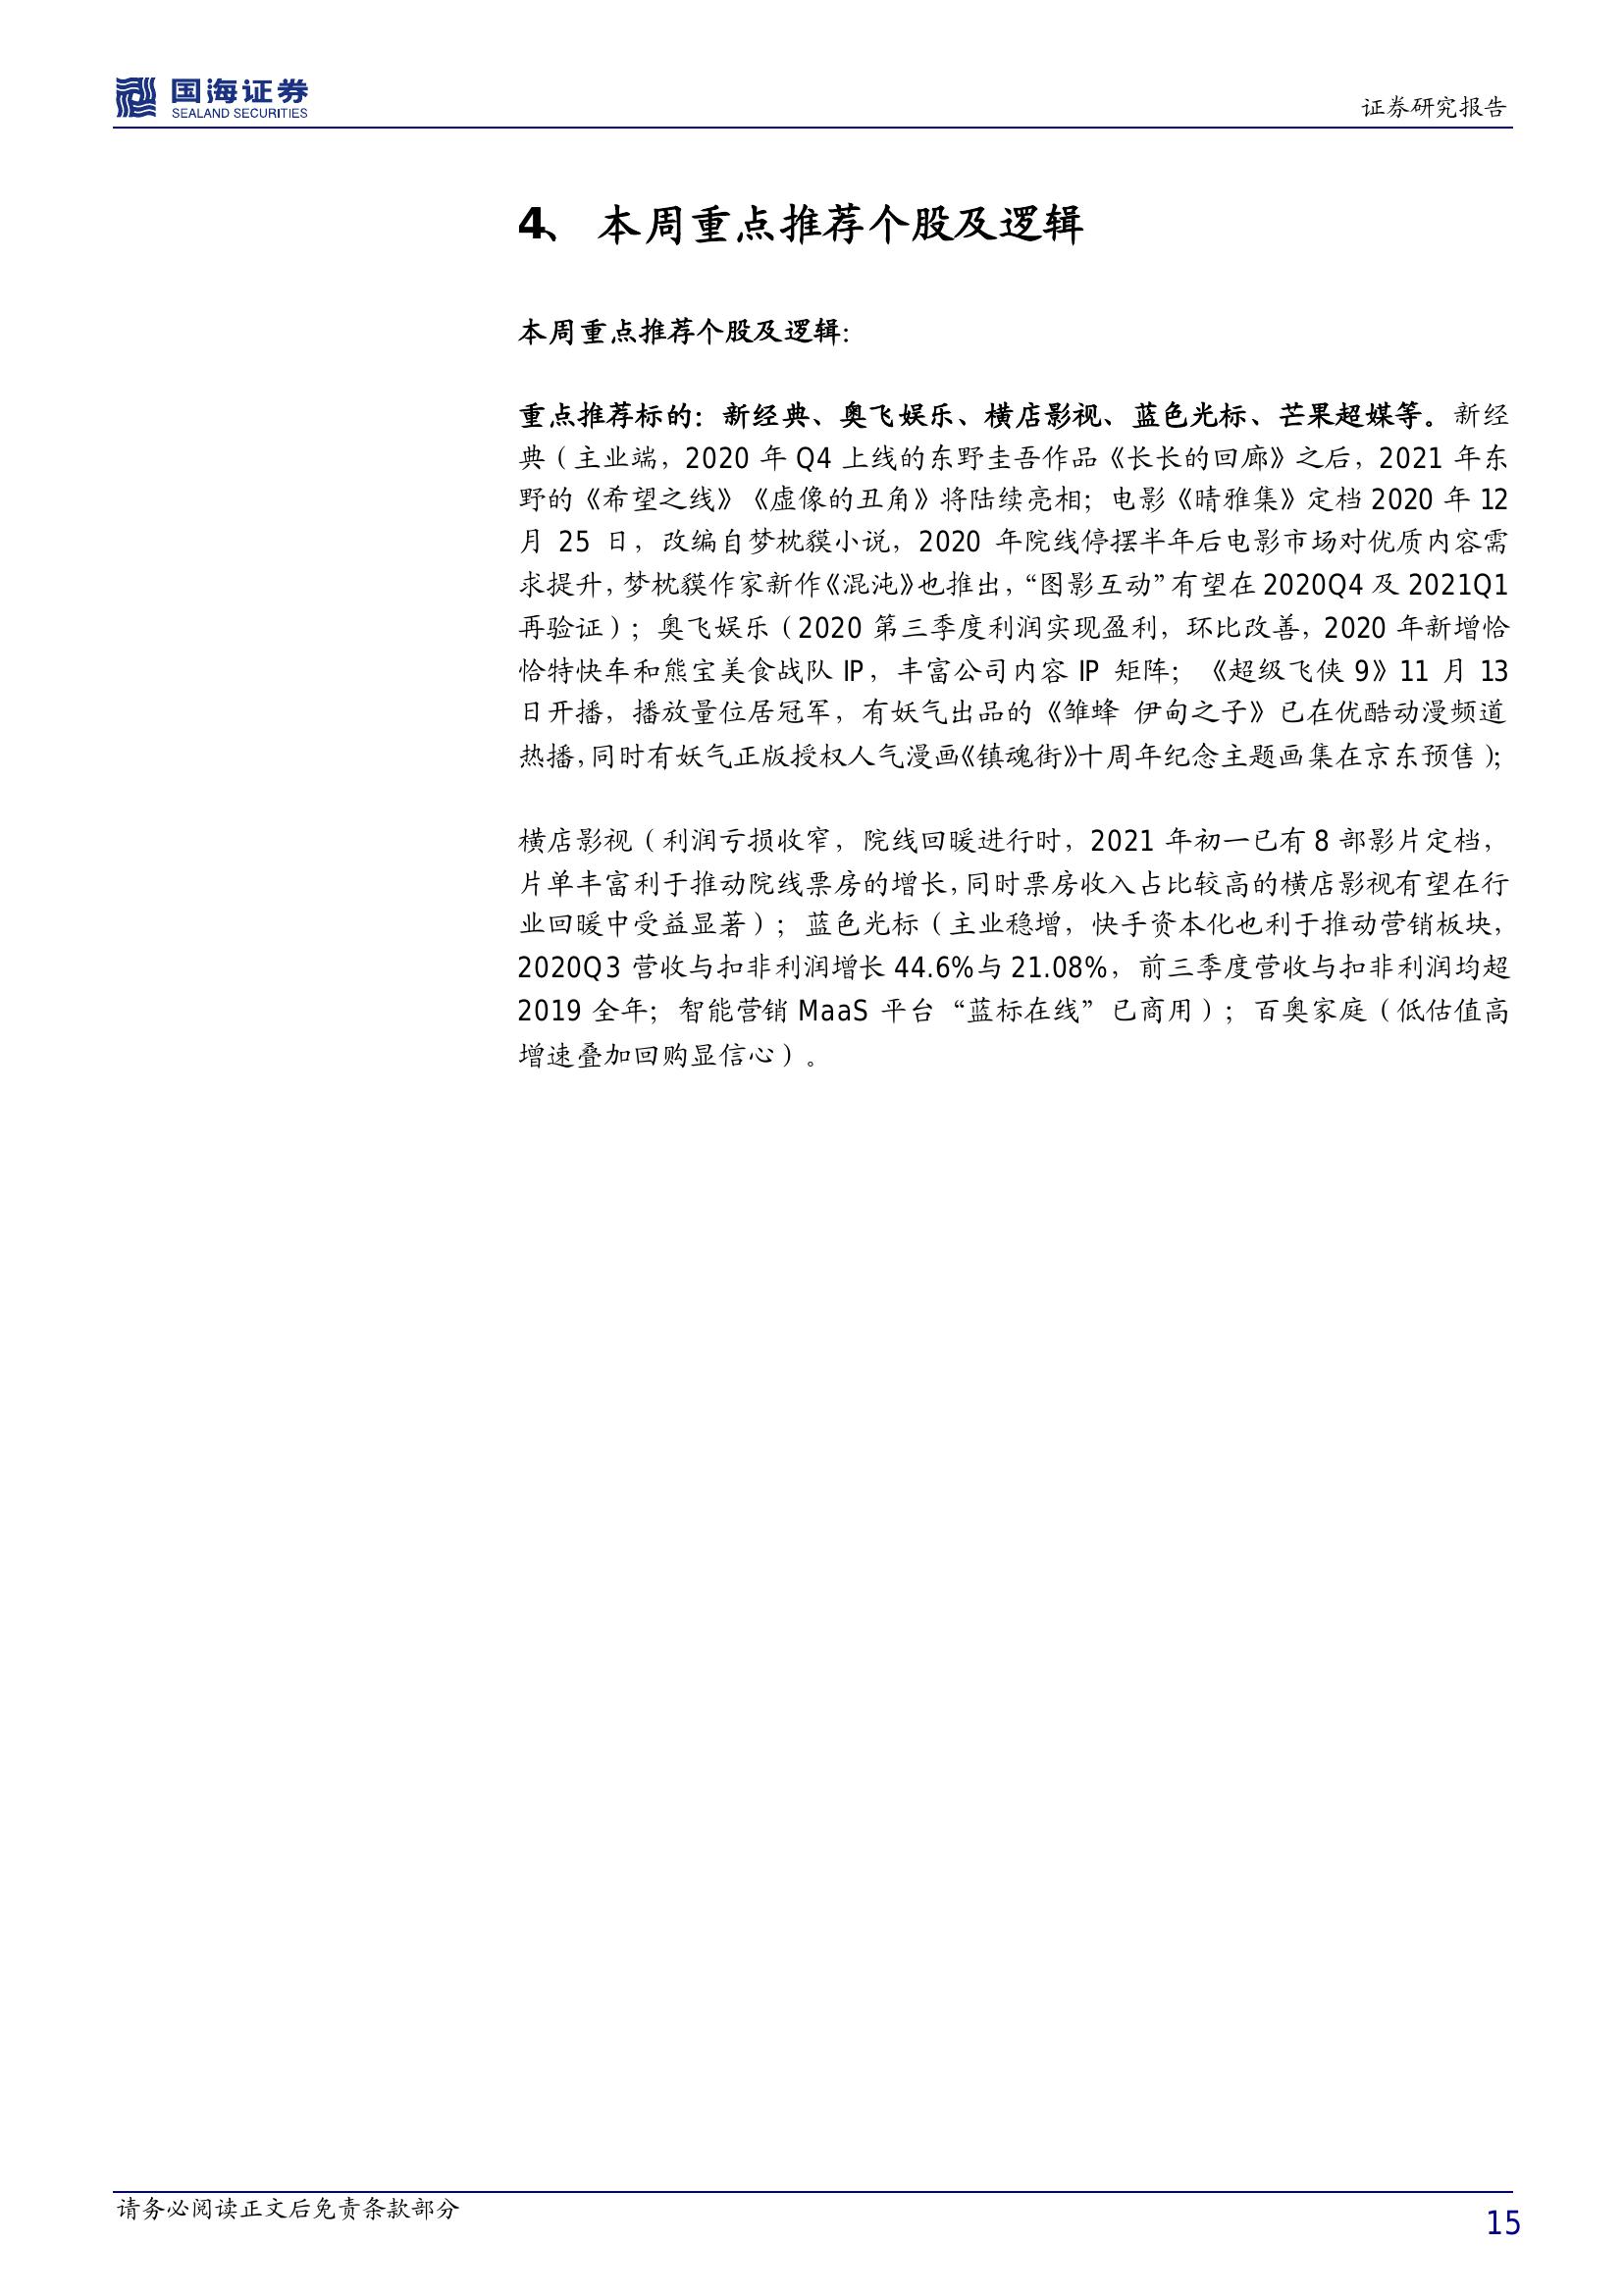 国海证券
SEALAND SECURITIES
证券研究报告
4、 本周重点推荐个股及逻辑
本周重点推荐个股及逻辑：
重点推荐标的：新经典、奥飞娱乐、横店影视、蓝色光标、芒果超媒等。新经
典（主业端，2020 年 Q4 上线的东野圭吾作品《长长的回廊》之后，2021 年东
野的《希望之线》《虚像的丑角》将陆续亮相；电影《晴雅集》定档 2020 年 12
月 25 日，改编自梦枕貘小说，2020 年院线停摆半年后电影市场对优质内容需
求提升，梦枕貘作家新作《混沌》也推出，“图影互动”有望在 2020Q4 及 2021Q1
再验证）；奥飞娱乐（2020 第三季度利润实现盈利，环比改善，2020 年新增恰
恰特快车和熊宝美食战队 IP，丰富公司内容 IP 矩阵；《超级飞侠 9》11 月 13
日开播，播放量位居冠军，有妖气出品的《雏蜂 伊甸之子》已在优酷动漫频道
热播，同时有妖气正版授权人气漫画《镇魂街》十周年纪念主题画集在京东预售）；
横店影视（利润亏损收窄，院线回暖进行时，2021 年初一已有 8 部影片定档，
片单丰富利于推动院线票房的增长，同时票房收入占比较高的横店影视有望在行
业回暖中受益显著）；蓝色光标（主业稳增，快手资本化也利于推动营销板块，
2020Q3 营收与扣非利润增长 44.6%与 21.08%，前三季度营收与扣非利润均超
2019 全年；智能营销 MaaS 平台“蓝标在线”已商用）；百奥家庭（低估值高
增速叠加回购显信心）。
请务必阅读正文后免责条款部分
15